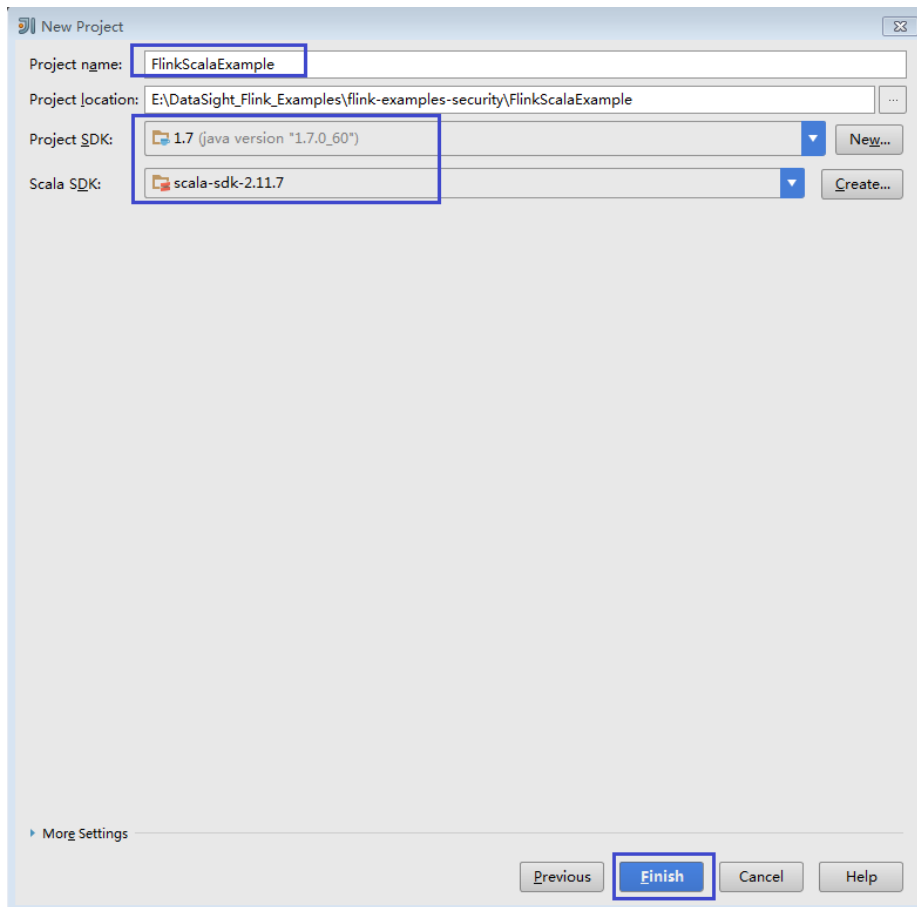 New Project
Project name: FlinkScalaExample
Project location: E:\DataSight_Flink_Examples\flink-examples-security\FlinkScalaExample ...
Project SDK: 1.7 (java version "1.7.0_60") New...
Scala SDK: scala-sdk-2.11.7 Create...
More Settings
Previous Finish Cancel Help